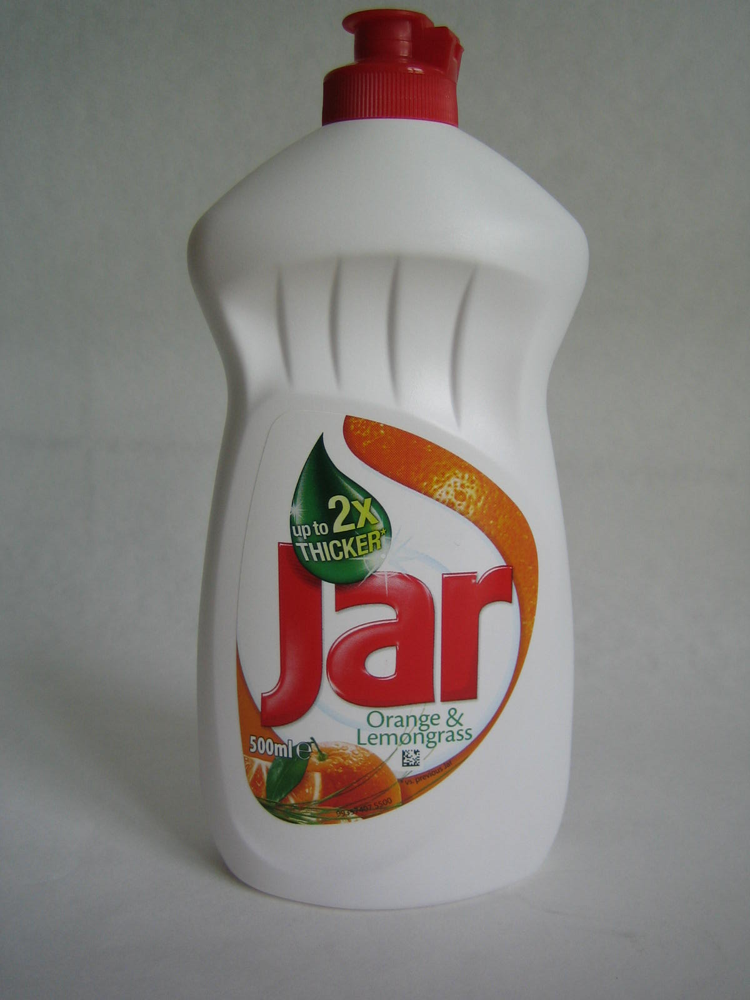 up to 2x
THICKER*
Jar
Orange &
Lemongrass
500ml e
* vs. previous Jar